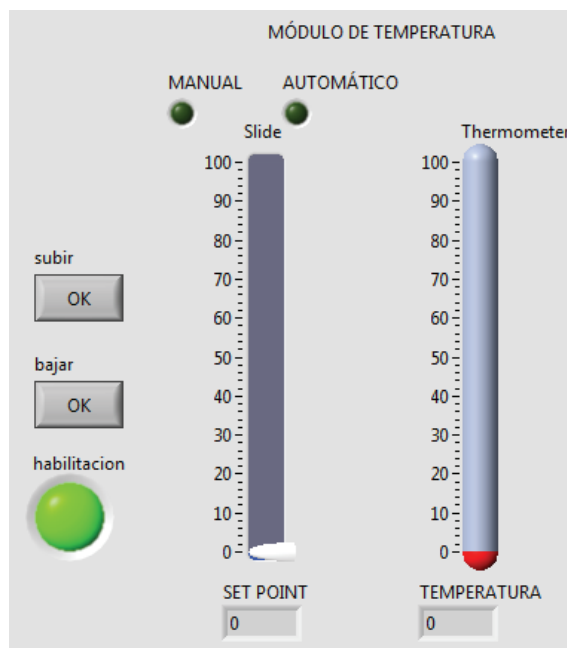 MÓDULO DE TEMPERATURA
MANUAL
AUTOMÁTICO
Slide
Thermometer
100
90
80
70
60
50
40
30
20
10
0
100
90
80
70
60
50
40
30
20
10
0
subir
OK
bajar
OK
habilitacion
SET POINT
0
TEMPERATURA
0